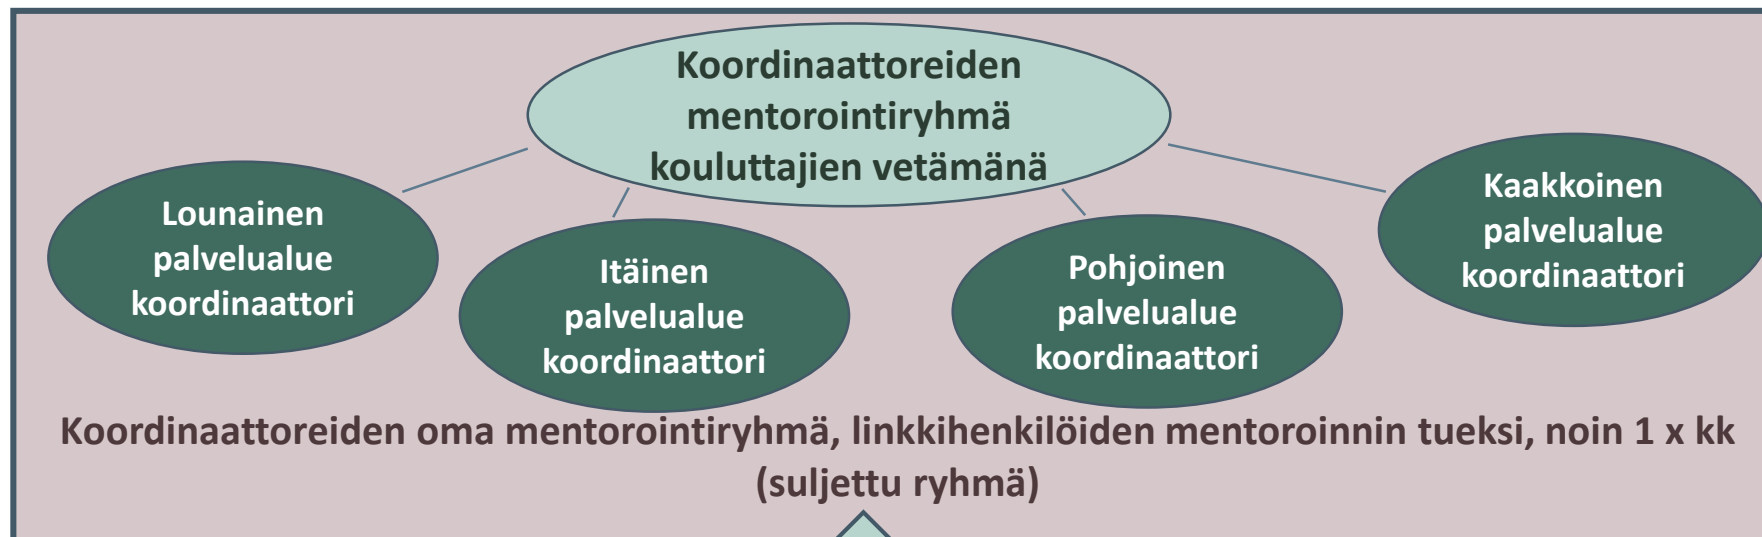 Koordinaattoreiden
mentorointiryhmä
kouluttajien vetämänä
Lounainen
palvelualue
koordinaattori
Itäinen
palvelualue
koordinaattori
Pohjoinen
palvelualue
koordinaattori
Kaakkoinen
palvelualue
koordinaattori
Koordinaattoreiden oma mentorointiryhmä, linkkihenkilöiden mentoroinnin tueksi, noin 1 x kk
(suljettu ryhmä)